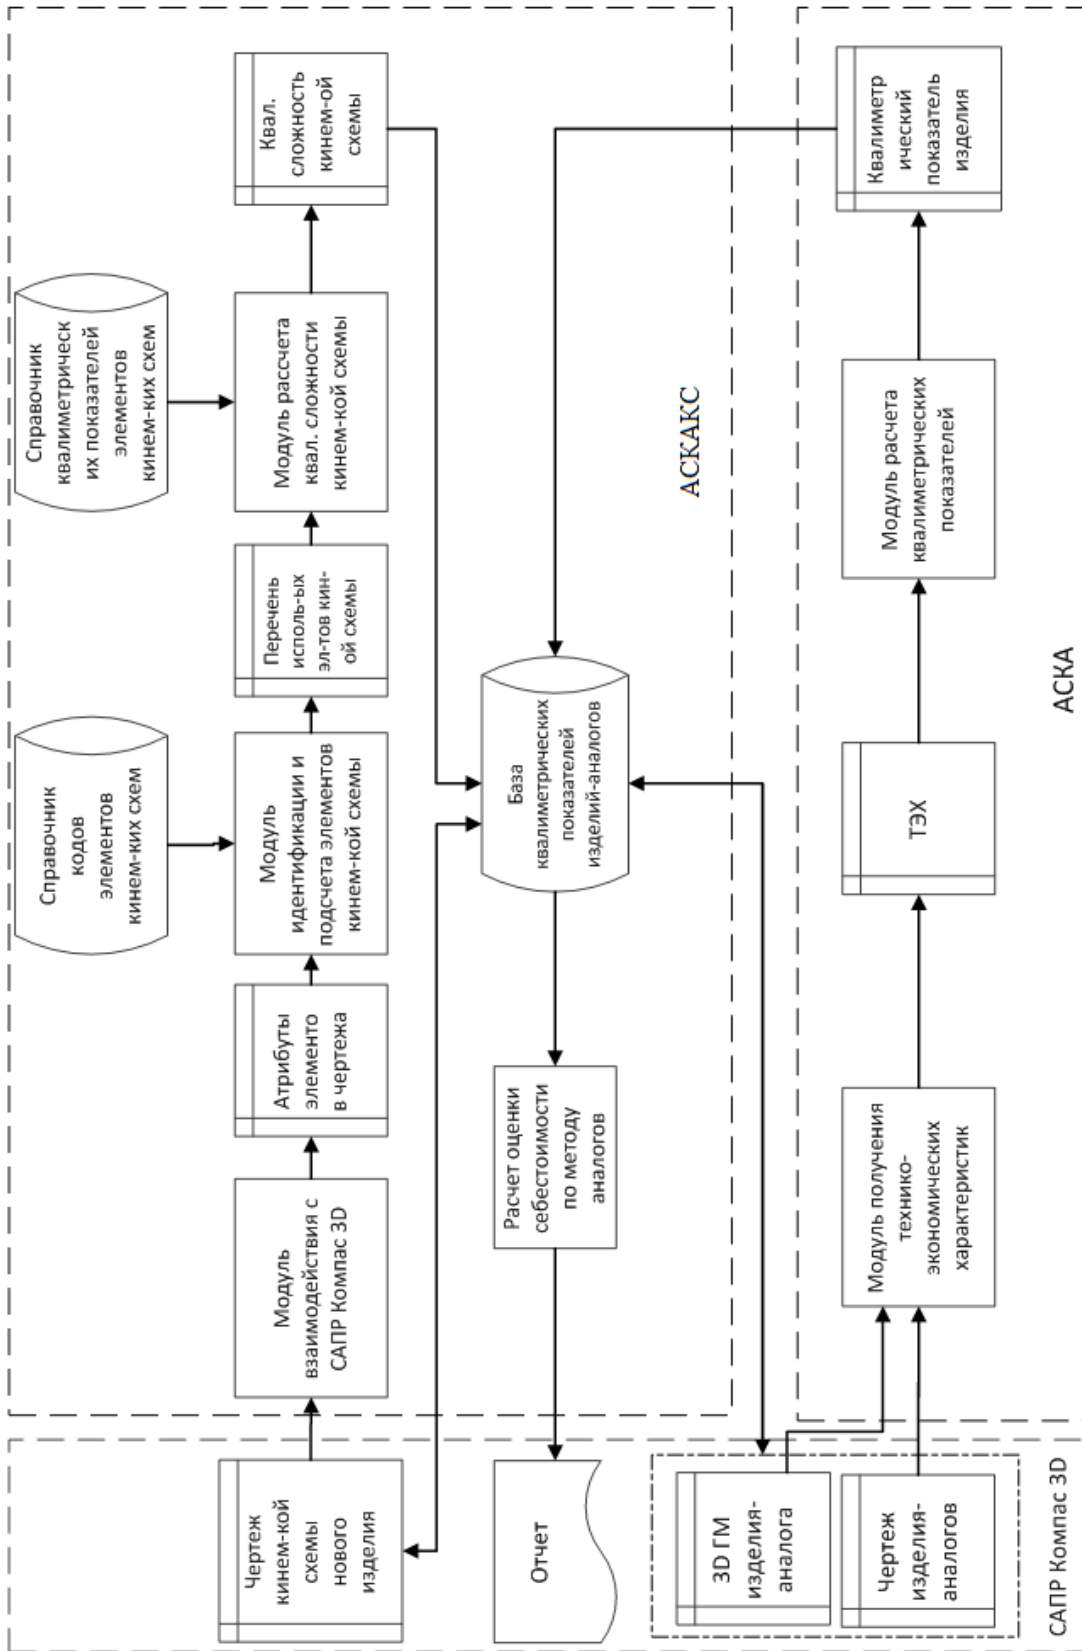 Справочник
квалиметрическ
их показателей
элементов
кинем-ких схем
Справочник
кодов
элементов
кинем-ких схем
Чертеж
кинем-кой
схемы
нового
изделия
Модуль
взаимодействия с
САПР Компас 3D
Атрибуты
элементо
в чертежа
Модуль
идентификации и
подсчета элементов
кинем-кой схемы
Перечень
исполь-ых
эл-тов кин-
ой схемы
Модуль рассчета
квал. сложности
кинем-кой схемы
Квал.
сложность
кинем-ой
схемы
Отчет
Расчет оценки
себестоимости
по методу
аналогов
База
квалиметрических
показателей
изделий-аналогов
АСКАКС
3D ГМ
изделия-
аналога
Чертеж
изделия-
аналогов
Модуль получения
технико-
экономических
характеристик
ТЭХ
Модуль расчета
квалиметрических
показателей
Квалиметр
ический
показатель
изделия
САПР Компас 3D
АСКА